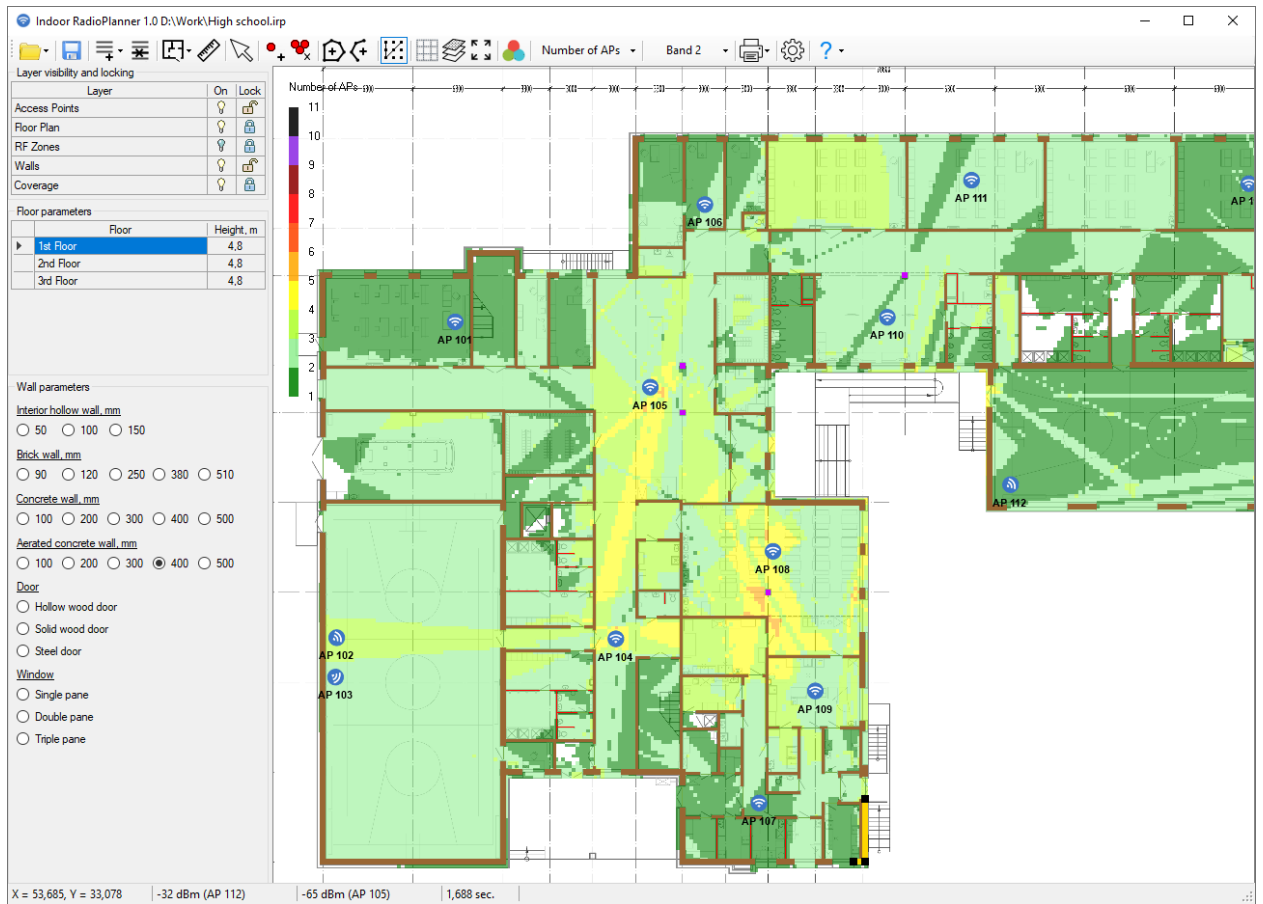 Indoor RadioPlanner 1.0 D:\Work\High school.irp
Number of APs
Band 2
Layer visibility and locking
Layer On Lock
Access Points
Floor Plan
RF Zones
Walls
Coverage
Floor parameters
Floor Height, m
1st Floor 4,8
2nd Floor 4,8
3rd Floor 4,8
Wall parameters
Interior hollow wall, mm
50 100 150
Brick wall, mm
90 120 250 380 510
Concrete wall, mm
100 200 300 400 500
Aerated concrete wall, mm
100 200 300 400 500
Door
Hollow wood door
Solid wood door
Steel door
Window
Single pane
Double pane
Triple pane
Number of APs
11
10
9
8
7
6
5
4
3
2
1
AP 106
AP 111
AP 1
AP 101
AP 110
AP 105
AP 112
AP 108
AP 102
AP 104
AP 103
AP 109
AP 107
X = 53,685, Y = 33,078
-32 dBm (AP 112)
-65 dBm (AP 105)
1,688 sec.